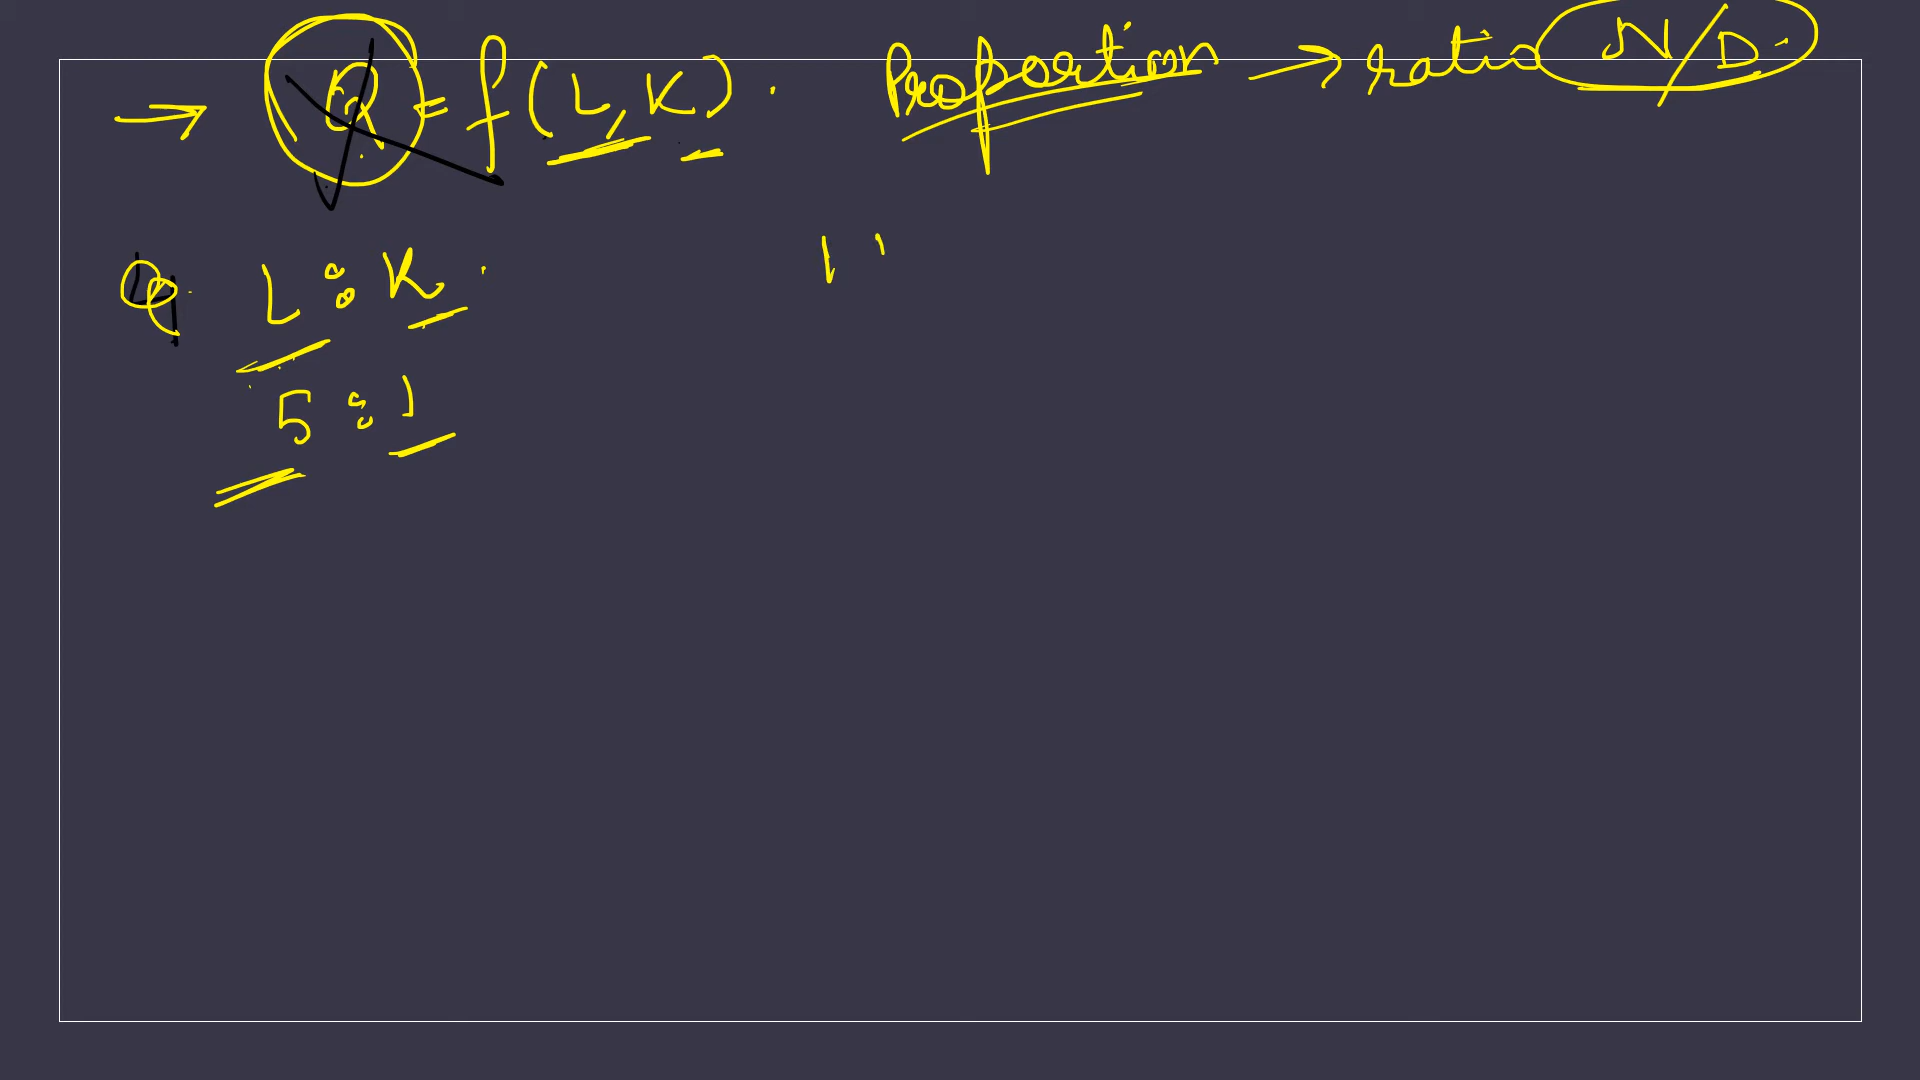 → Q = f(L, K). Proportion → ratio N/D.
L : K.
5 : 1